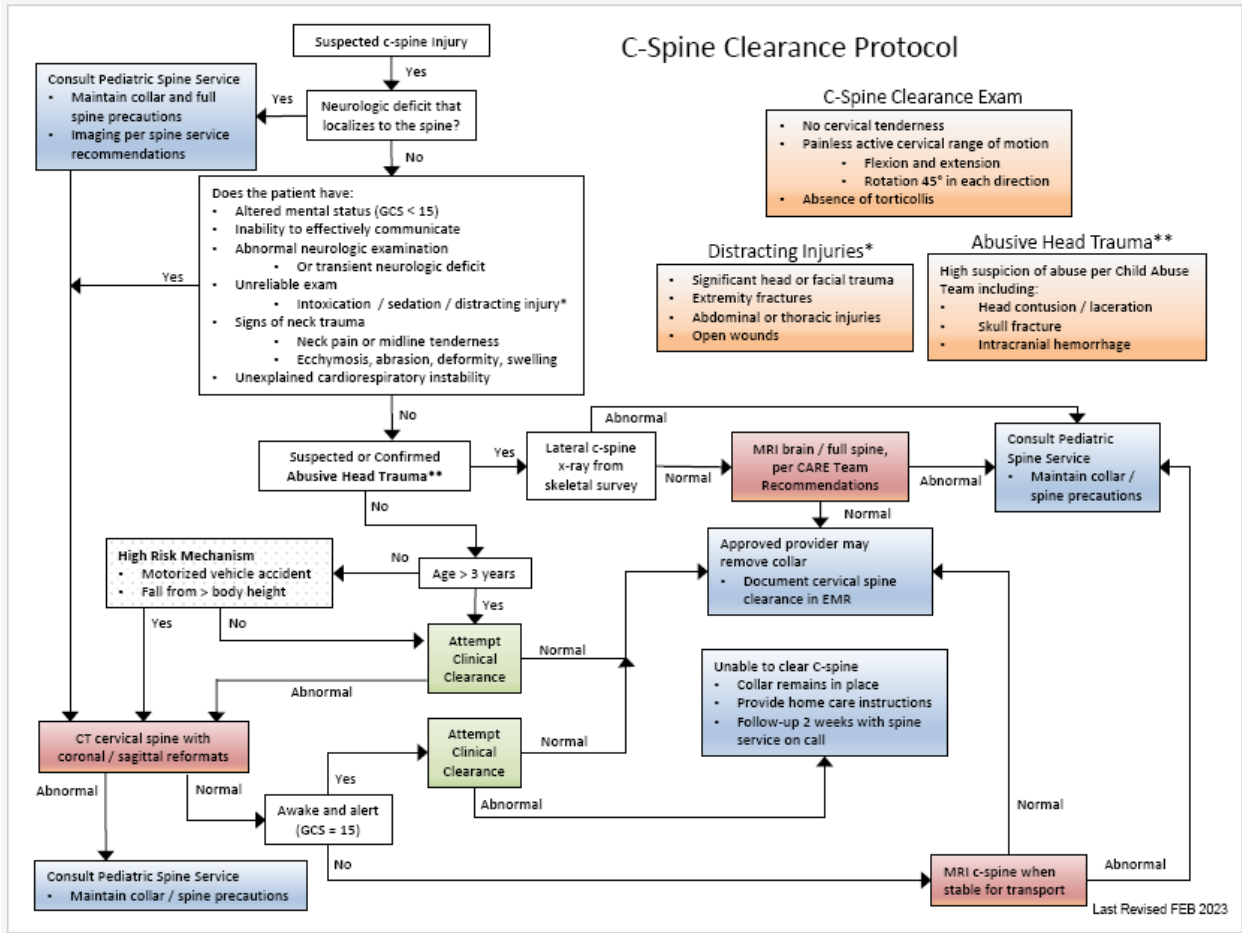 C-Spine Clearance Protocol
Suspected c-spine Injury
Yes
Neurologic deficit that
localizes to the spine?
Yes
Consult Pediatric Spine Service
• Maintain collar and full
spine precautions
• Imaging per spine service
recommendations
No
Does the patient have:
• Altered mental status (GCS < 15)
• Inability to effectively communicate
• Abnormal neurologic examination
• Or transient neurologic deficit
• Unreliable exam
• Intoxication / sedation / distracting injury*
• Signs of neck trauma
• Neck pain or midline tenderness
• Ecchymosis, abrasion, deformity, swelling
• Unexplained cardiorespiratory instability
Yes
No
C-Spine Clearance Exam
• No cervical tenderness
• Painless active cervical range of motion
• Flexion and extension
• Rotation 45° in each direction
• Absence of torticollis
Distracting Injuries*
• Significant head or facial trauma
• Extremity fractures
• Abdominal or thoracic injuries
• Open wounds
Abusive Head Trauma**
High suspicion of abuse per Child Abuse
Team including:
• Head contusion / laceration
• Skull fracture
• Intracranial hemorrhage
Suspected or Confirmed
Abusive Head Trauma**
Yes
Lateral c-spine
x-ray from
skeletal survey
Abnormal
Normal
MRI brain / full spine,
per CARE Team
Recommendations
Abnormal
Normal
Consult Pediatric
Spine Service
• Maintain collar /
spine precautions
No
Age > 3 years
No
Yes
High Risk Mechanism
• Motorized vehicle accident
• Fall from > body height
Yes
No
Attempt
Clinical
Clearance
Normal
Abnormal
Approved provider may
remove collar
• Document cervical spine
clearance in EMR
CT cervical spine with
coronal / sagittal reformats
Abnormal
Normal
Awake and alert
(GCS = 15)
Yes
No
Attempt
Clinical
Clearance
Normal
Abnormal
Unable to clear C-spine
• Collar remains in place
• Provide home care instructions
• Follow-up 2 weeks with spine
service on call
Consult Pediatric Spine Service
• Maintain collar / spine precautions
MRI c-spine when
stable for transport
Normal
Abnormal
Last Revised FEB 2023